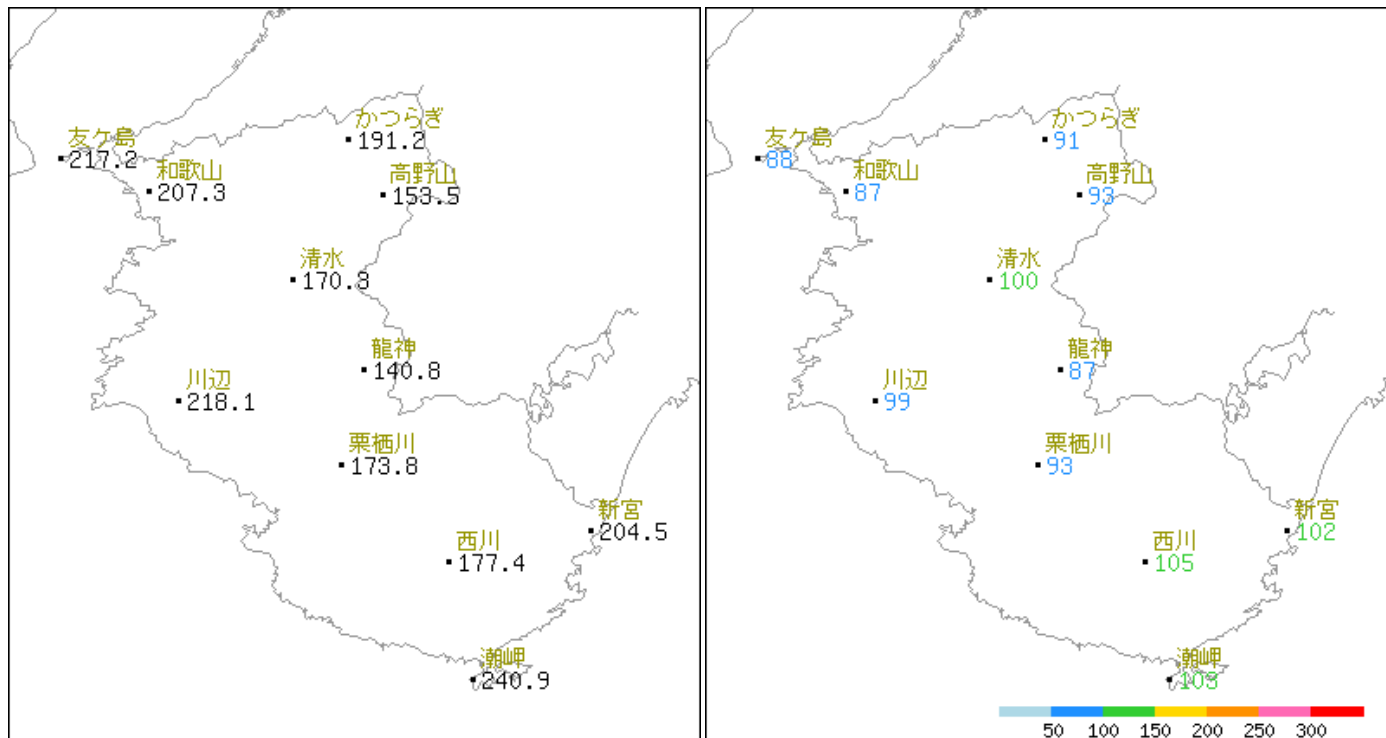 かつらぎ
191.2
友ケ島
217.2
和歌山
207.3
高野山
153.5
清水
170.8
龍神
140.8
川辺
218.1
栗栖川
173.8
新宮
204.5
西川
177.4
潮岬
240.9
かつらぎ
91
友ケ島
88
和歌山
87
高野山
93
清水
100
龍神
87
川辺
99
栗栖川
93
新宮
102
西川
105
潮岬
103
50 100 150 200 250 300